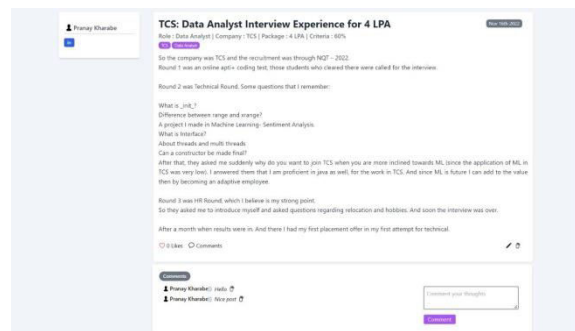 Pranay Kharabe
in
TCS: Data Analyst Interview Experience for 4 LPA
Nov 16th 2022
Role : Data Analyst | Company : TCS | Package : 4 LPA | Criteria : 60%
TCS Data Analyst
So the company was TCS and the recruitment was through NQT - 2022.
Round 1 was an online apti+ coding test, those students who cleared there were called for the interview.
Round 2 was Technical Round. Some questions that I remember:
What is _init_?
Difference between range and xrange?
A project I made in Machine Learning- Sentiment Analysis.
What is Interface?
About threads and multi threads
Can a constructor be made final?
After that, they asked me suddenly why do you want to join TCS when you are more inclined towards ML (since the application of ML in
TCS was very low). I answered them that I am proficient in java as well, for the work in TCS. And since ML is future I can add to the value
then by becoming an adaptive employee.
Round 3 was HR Round, which I believe is my strong point.
So they asked me to introduce myself and asked questions regarding relocation and hobbies. And soon the interview was over.
After a month when results were in. And there I had my first placement offer in my first attempt for technical.
0 Likes Comments
Comments
Pranay Kharabe Hello
Pranay Kharabe Nice post
Comment your thoughts
Comment